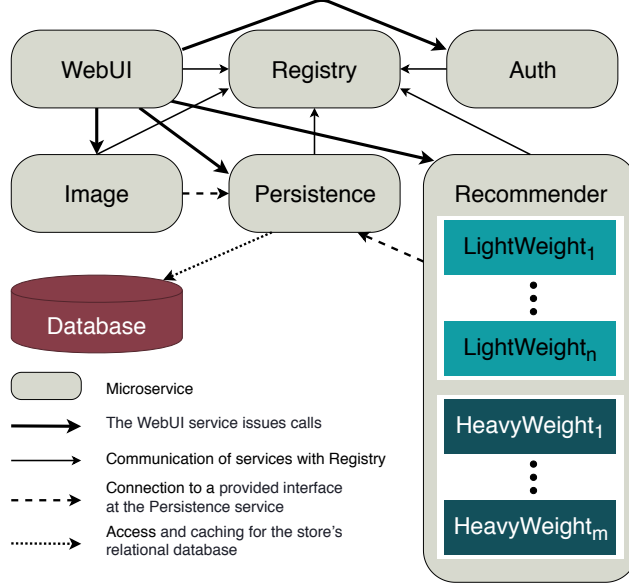 WebUI
Registry
Auth
Image
Persistence
Recommender
LightWeight₁
LightWeightₙ
Database
HeavyWeight₁
HeavyWeightₘ
Microservice
The WebUI service issues calls
Communication of services with Registry
Connection to a provided interface
at the Persistence service
Access and caching for the store's
relational database